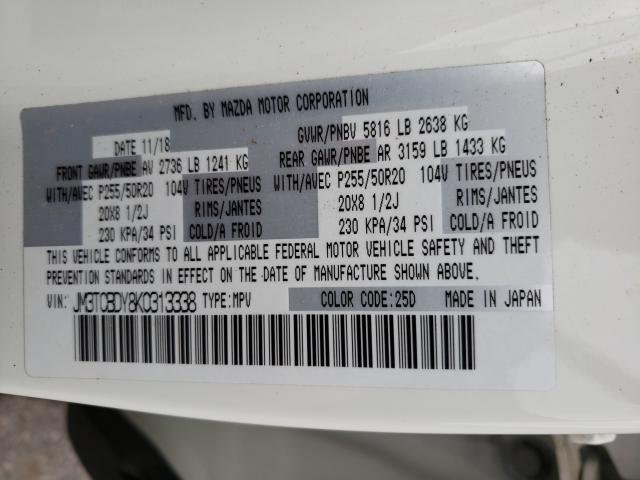 MFD. BY MAZDA MOTOR CORPORATION
DATE 11/18 GVWR/PNBV 5816 LB 2638 KG
FRONT GAWR/PNBE AV 2736 LB 1241 KG REAR GAWR/PNBE AR 3159 LB 1433 KG
WITH/AVEC P255/50R20 104V TIRES/PNEUS WITH/AVEC P255/50R20 104V TIRES/PNEUS
20X8 1/2J RIMS/JANTES 20X8 1/2J RIMS/JANTES
230 KPA/34 PSI COLD/A FROID 230 KPA/34 PSI COLD/A FROID
THIS VEHICLE CONFORMS TO ALL APPLICABLE FEDERAL MOTOR VEHICLE SAFETY AND THEFT
PREVENTION STANDARDS IN EFFECT ON THE DATE OF MANUFACTURE SHOWN ABOVE.
VIN: JM3TCBDY8K0313338 TYPE:MPV COLOR CODE:25D MADE IN JAPAN